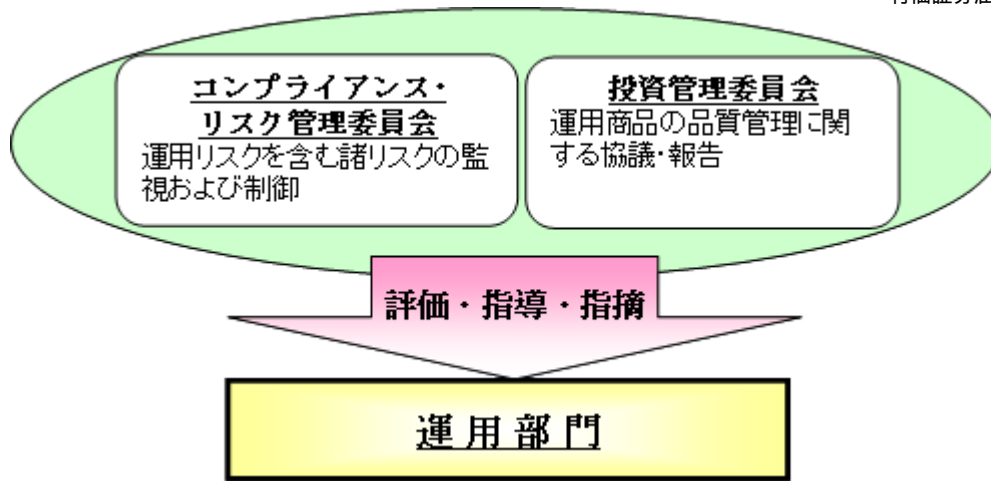 コンプライアンス・
リスク管理委員会
運用リスクを含む諸リスクの監
視および制御
投資管理委員会
運用商品の品質管理に関
する協議・報告
評価・指導・指摘
運用部門